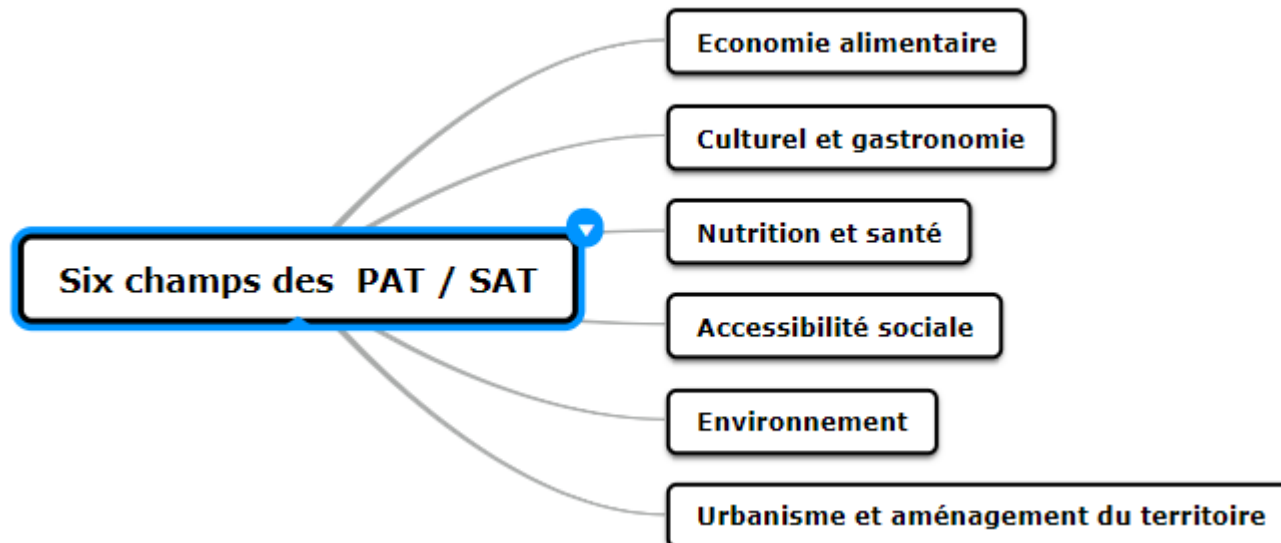 Economie alimentaire
Culturel et gastronomie
Nutrition et santé
Six champs des  PAT / SAT
Accessibilité sociale
Environnement
Urbanisme et aménagement du territoire